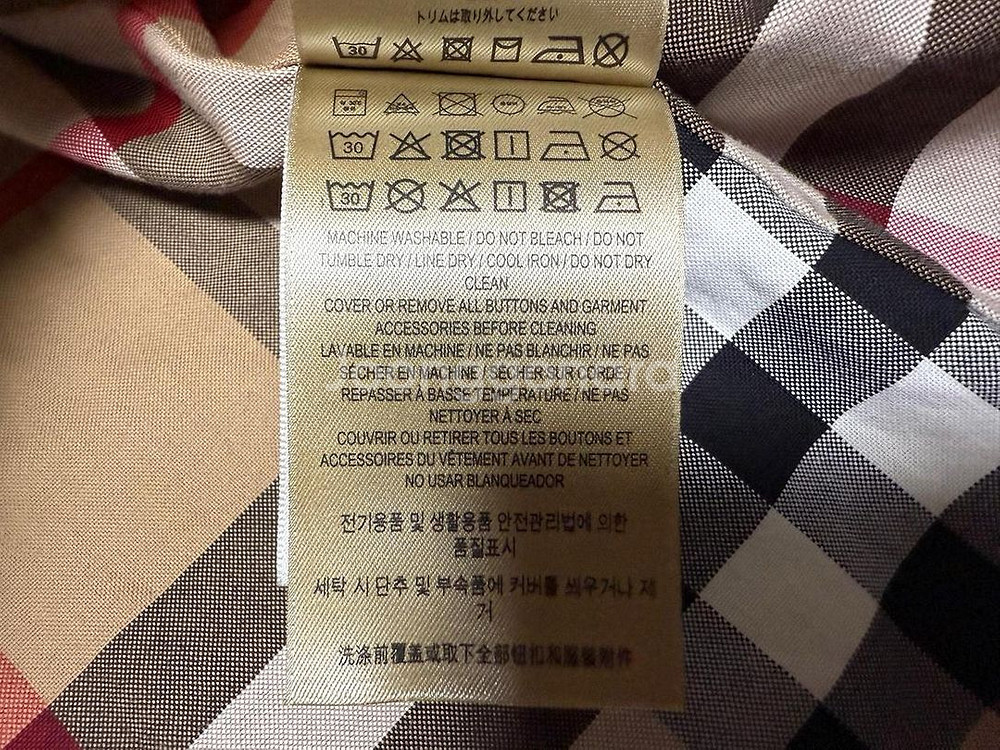 トリムは取り外してください
30
30
30
MACHINE WASHABLE / DO NOT BLEACH / DO NOT
TUMBLE DRY / LINE DRY / COOL IRON / DO NOT DRY
CLEAN
COVER OR REMOVE ALL BUTTONS AND GARMENT
ACCESSORIES BEFORE CLEANING
LAVABLE EN MACHINE / NE PAS BLANCHIR / NE PAS
SÉCHER EN MACHINE / SÉCHER SUR CORDE /
REPASSER À BASSE TEMPÉRATURE / NE PAS
NETTOYER À SEC
COUVRIR OU RETIRER TOUS LES BOUTONS ET
ACCESSOIRES DU VÊTEMENT AVANT DE NETTOYER
NO USAR BLANQUEADOR
전기용품 및 생활용품 안전관리법에 의한
품질표시
세탁 시 단추 및 부속품에 커버를 씌우거나 제
거
洗涤前覆盖或取下全部钮扣和服装附件